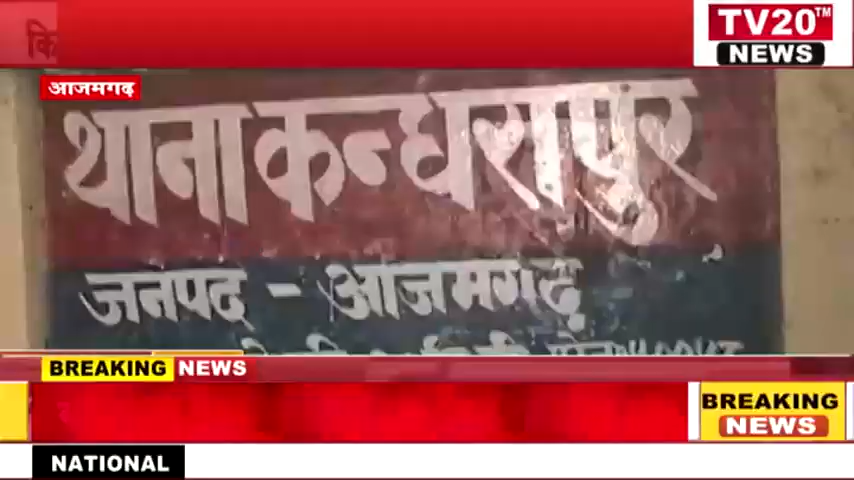 कि
TV20™
NEWS
आजमगढ़
थाना कन्धरापुर
जनपद - आजमगढ़
BREAKING NEWS
BREAKING
NEWS
NATIONAL